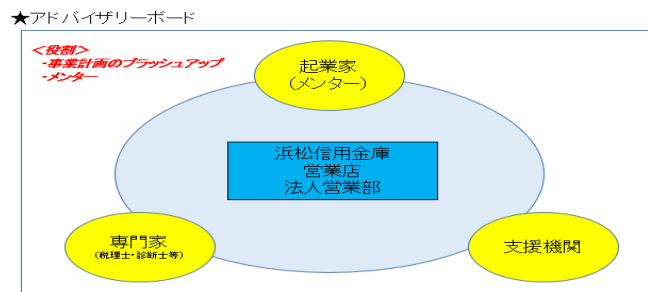 ★アドバイザリーボード
＜役割＞
・事業計画のブラッシュアップ
・メンター
起業家
（メンター）
浜松信用金庫
営業店
法人営業部
専門家
（税理士・診断士等）
支援機関